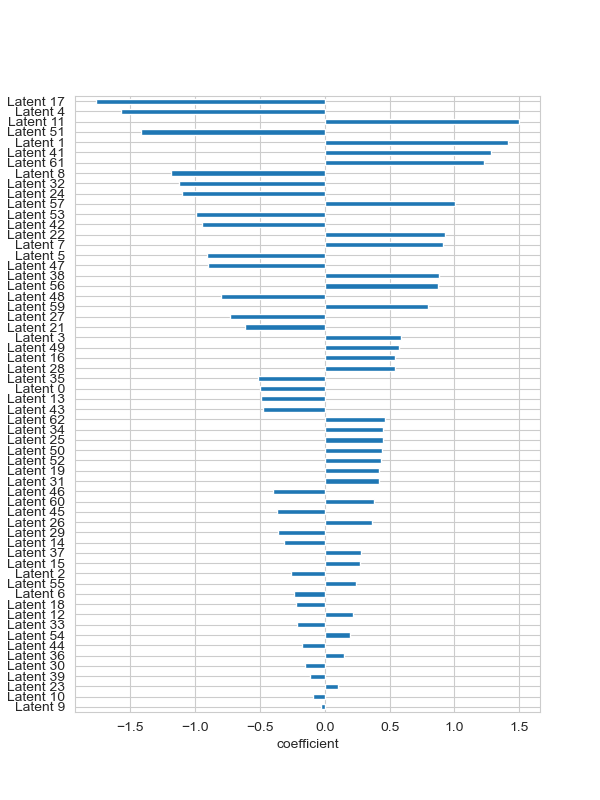 Latent 17
Latent 4
Latent 11
Latent 51
Latent 1
Latent 41
Latent 61
Latent 8
Latent 32
Latent 24
Latent 57
Latent 53
Latent 42
Latent 22
Latent 7
Latent 5
Latent 47
Latent 38
Latent 56
Latent 48
Latent 59
Latent 27
Latent 21
Latent 3
Latent 49
Latent 16
Latent 28
Latent 35
Latent 0
Latent 13
Latent 43
Latent 62
Latent 34
Latent 25
Latent 50
Latent 52
Latent 19
Latent 31
Latent 46
Latent 60
Latent 45
Latent 26
Latent 29
Latent 14
Latent 37
Latent 15
Latent 2
Latent 55
Latent 6
Latent 18
Latent 12
Latent 33
Latent 54
Latent 44
Latent 36
Latent 30
Latent 39
Latent 23
Latent 10
Latent 9
−1.5 −1.0 −0.5 0.0 0.5 1.0 1.5
coefficient